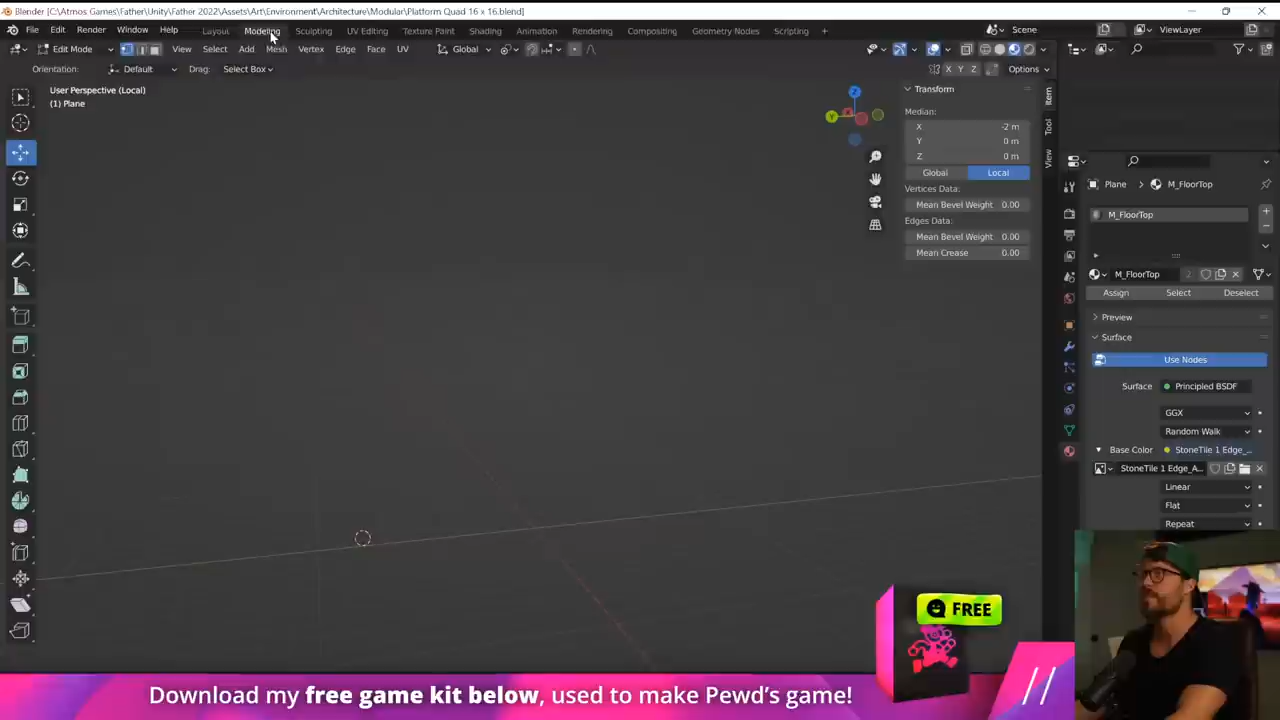 Blender [C:\Atmos Games\Father\Unity\Father 2022\Assets\Art\Environment\Architecture\Modular\Platform Quad 16 x 16.blend]
File Edit Render Window Help Layout Modeling Sculpting UV Editing Texture Paint Shading Animation Rendering Compositing Geometry Nodes Scripting + Scene ViewLayer
Edit Mode View Select Add Mesh Vertex Edge Face UV Global
Orientation: Default Drag: Select Box X Y Z Options
User Perspective (Local)
(1) Plane
Z
Y
Transform
Median:
X -2 m
Y 0 m
Z 0 m
Global Local
Vertices Data:
Mean Bevel Weight 0.00
Edges Data:
Mean Bevel Weight 0.00
Mean Crease 0.00
Item
Tool
View
Plane M_FloorTop
M_FloorTop
M_FloorTop 2
Assign Select Deselect
Preview
Surface
Use Nodes
Surface Principled BSDF
GGX
Random Walk
Base Color StoneTile 1 Edge_...
StoneTile 1 Edge_A...
Linear
Flat
Repeat
FREE
Download my free game kit below, used to make Pewd's game! //